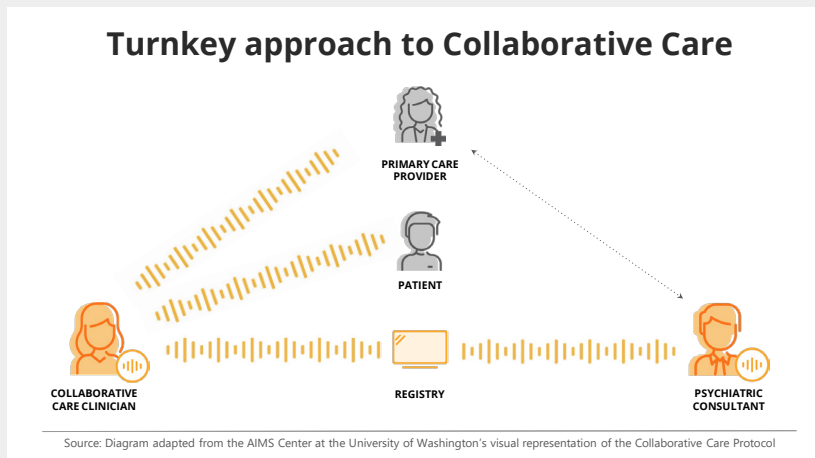 Turnkey approach to Collaborative Care
PRIMARY CARE
PROVIDER
PATIENT
COLLABORATIVE
CARE CLINICIAN
REGISTRY
PSYCHIATRIC
CONSULTANT
Source: Diagram adapted from the AIMS Center at the University of Washington's visual representation of the Collaborative Care Protocol